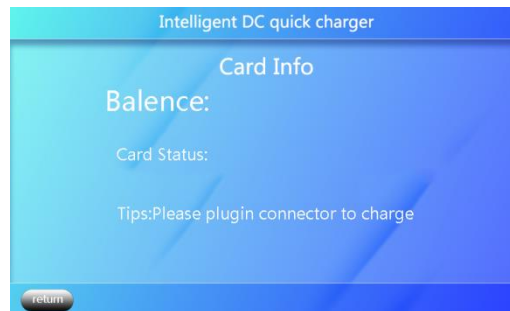 Intelligent DC quick charger
Card Info
Balence:
Card Status:
Tips:Please plugin connector to charge
return